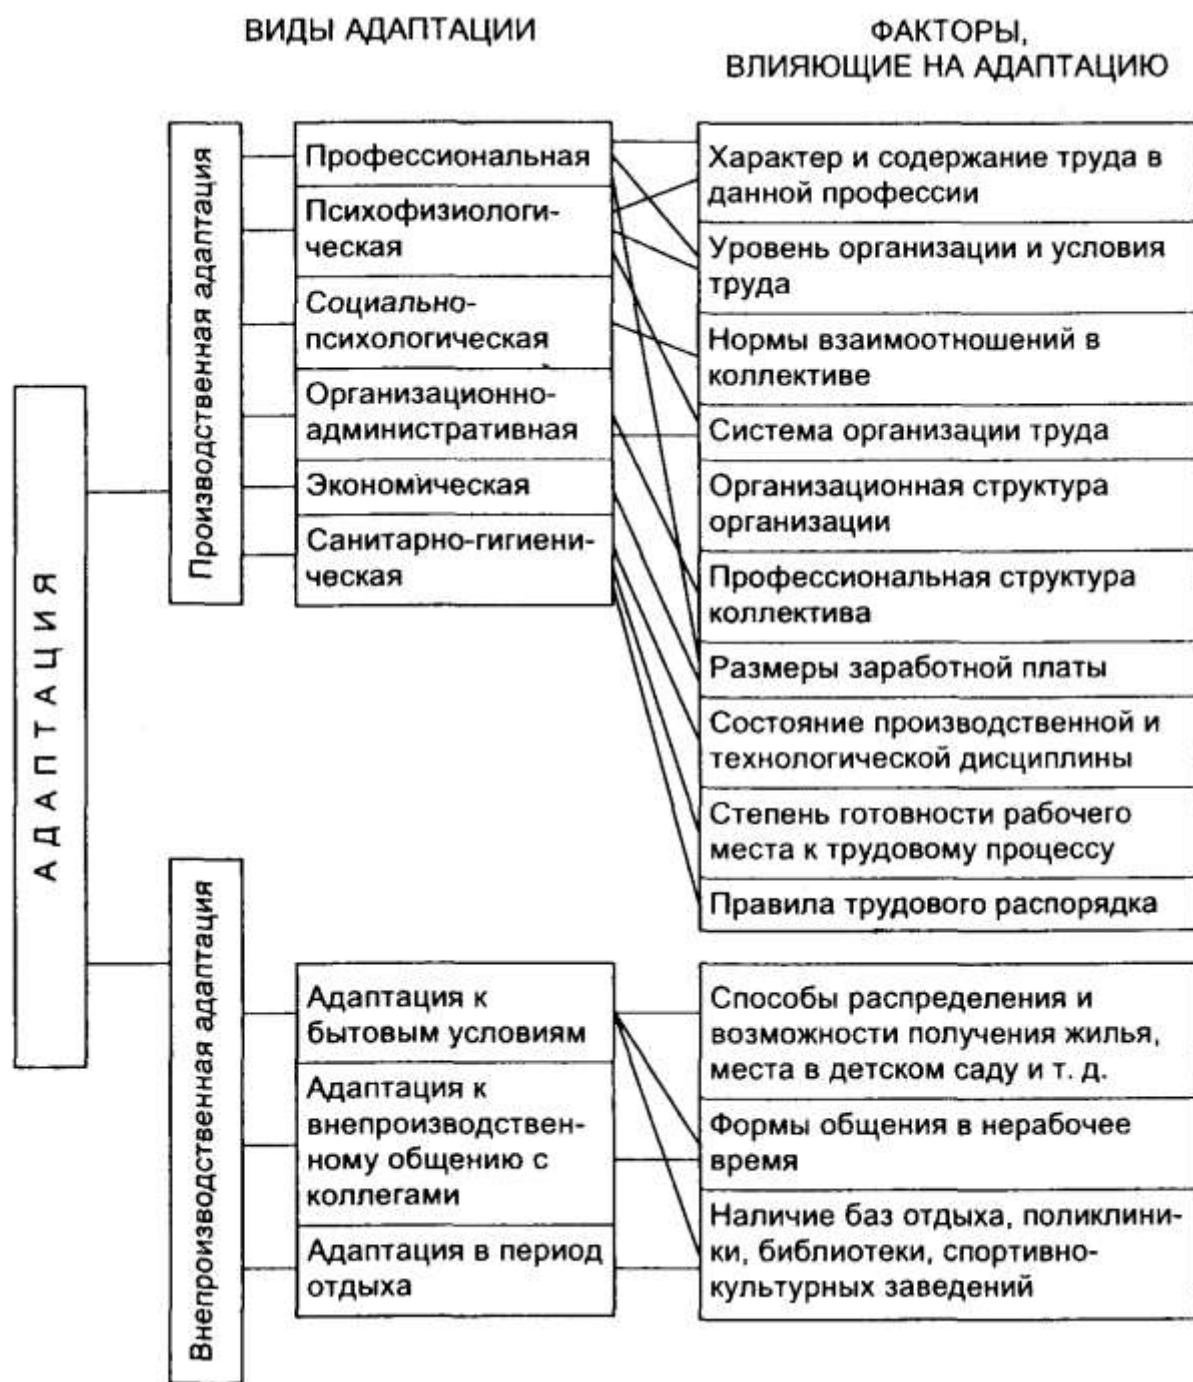 ВИДЫ АДАПТАЦИИ
ФАКТОРЫ,
ВЛИЯЮЩИЕ НА АДАПТАЦИЮ
АДАПТАЦИЯ
Производственная адаптация
Профессиональная
Психофизиологи-
ческая
Социально-
психологическая
Организационно-
административная
Экономическая
Санитарно-гигиени-
ческая
Характер и содержание труда в
данной профессии
Уровень организации и условия
труда
Нормы взаимоотношений в
коллективе
Система организации труда
Организационная структура
организации
Профессиональная структура
коллектива
Размеры заработной платы
Состояние производственной и
технологической дисциплины
Степень готовности рабочего
места к трудовому процессу
Правила трудового распорядка
Внепроизводственная адаптация
Адаптация к
бытовым условиям
Адаптация к
внепроизводствен-
ному общению с
коллегами
Адаптация в период
отдыха
Способы распределения и
возможности получения жилья,
места в детском саду и т. д.
Формы общения в нерабочее
время
Наличие баз отдыха, поликлини-
ки, библиотеки, спортивно-
культурных заведений